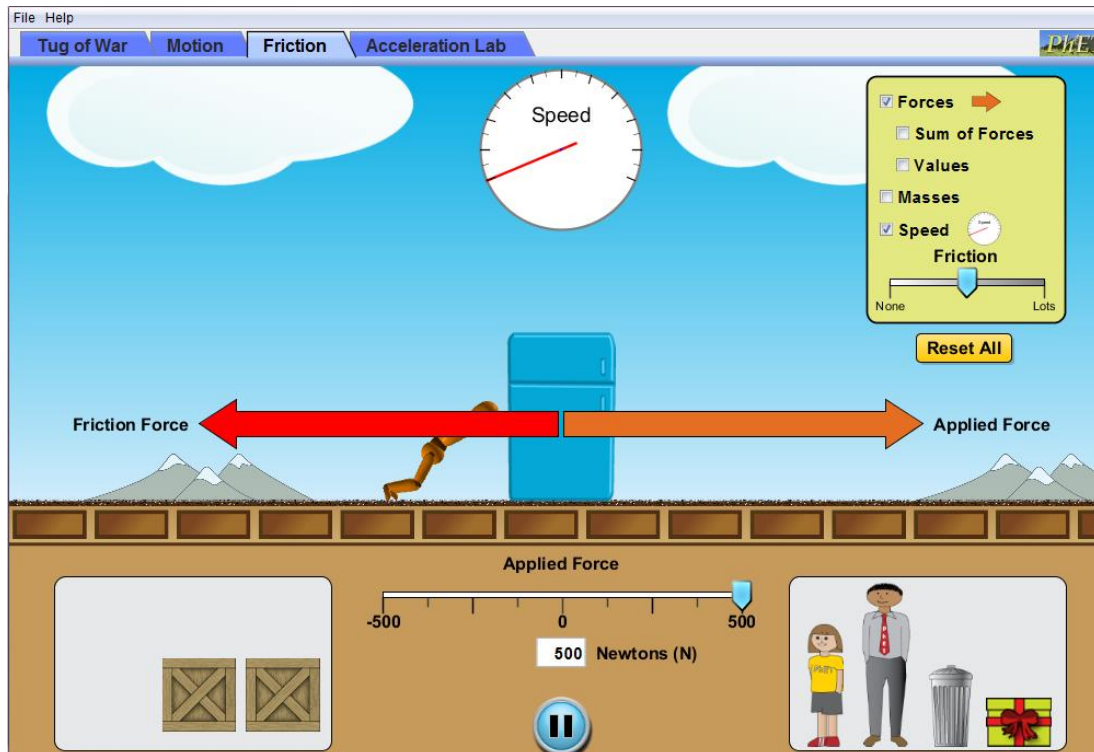 File Help
Tug of War Motion Friction Acceleration Lab
PhET
Speed
Forces
Sum of Forces
Values
Masses
Speed
Friction
None Lots
Reset All
Friction Force Applied Force
Applied Force
-500 0 500
500 Newtons (N)